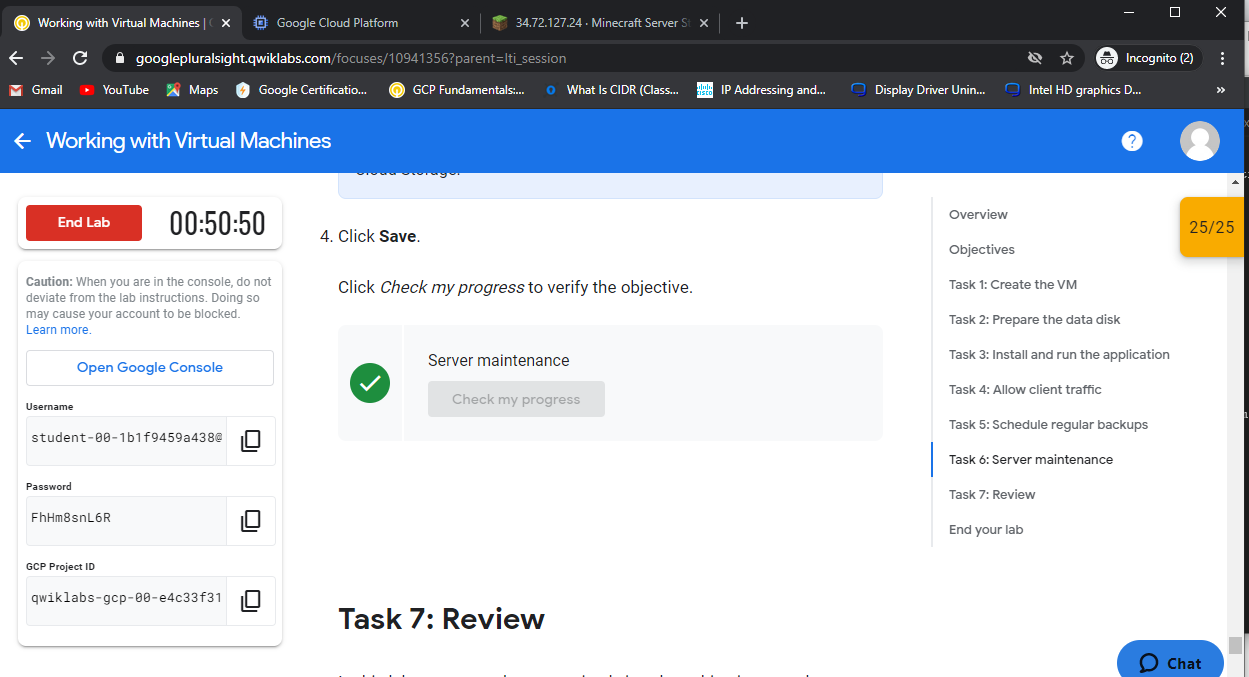 Working with Virtual Machines |
Google Cloud Platform
34.72.127.24 · Minecraft Server S
googlepluralsight.qwiklabs.com/focuses/10941356?parent=lti_session
Incognito (2)
Gmail
YouTube
Maps
Google Certificatio...
GCP Fundamentals:...
What Is CIDR (Class...
IP Addressing and...
Display Driver Unin...
Intel HD graphics D...
»
Working with Virtual Machines
?
End Lab
00:50:50
Caution: When you are in the console, do not
deviate from the lab instructions. Doing so
may cause your account to be blocked.
Learn more.
Open Google Console
Username
student-00-1b1f9459a438@
Password
FhHm8snL6R
GCP Project ID
qwiklabs-gcp-00-e4c33f31
Cloud Storage.
4. Click Save.
Click Check my progress to verify the objective.
Server maintenance
Check my progress
Task 7: Review
Overview
Objectives
Task 1: Create the VM
Task 2: Prepare the data disk
Task 3: Install and run the application
Task 4: Allow client traffic
Task 5: Schedule regular backups
Task 6: Server maintenance
Task 7: Review
End your lab
25/25
Chat